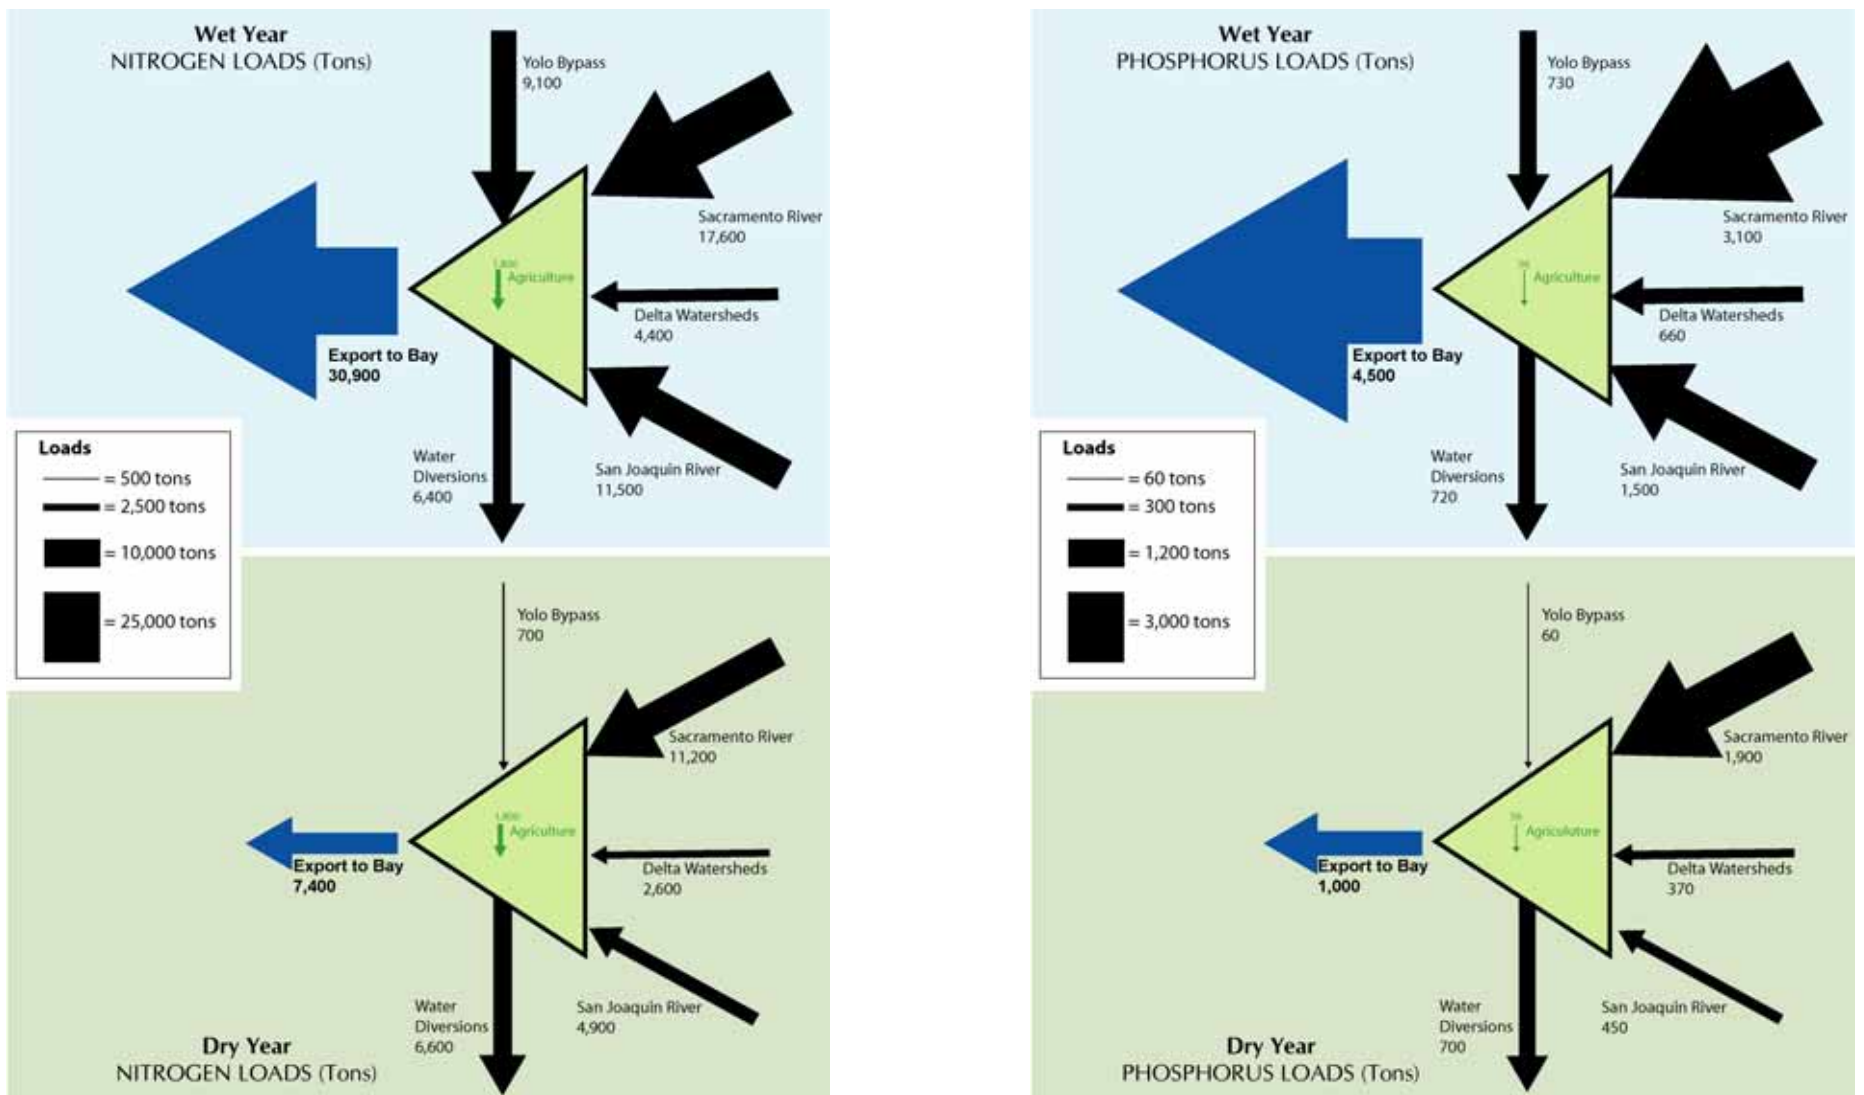 Wet Year
NITROGEN LOADS (Tons)
Yolo Bypass
9,100
Sacramento River
17,600
1,800
Agriculture
Delta Watersheds
4,400
Export to Bay
30,900
Water
Diversions
6,400
San Joaquin River
11,500
Loads
= 500 tons
= 2,500 tons
= 10,000 tons
= 25,000 tons
Yolo Bypass
700
Sacramento River
11,200
1,800
Agriculture
Delta Watersheds
2,600
Export to Bay
7,400
Water
Diversions
6,600
San Joaquin River
4,900
Dry Year
NITROGEN LOADS (Tons)
Wet Year
PHOSPHORUS LOADS (Tons)
Yolo Bypass
730
Sacramento River
3,100
Agriculture
Delta Watersheds
660
Export to Bay
4,500
Water
Diversions
720
San Joaquin River
1,500
Loads
= 60 tons
= 300 tons
= 1,200 tons
= 3,000 tons
Yolo Bypass
60
Sacramento River
1,900
Agriculuture
Delta Watersheds
370
Export to Bay
1,000
Water
Diversions
700
San Joaquin River
450
Dry Year
PHOSPHORUS LOADS (Tons)